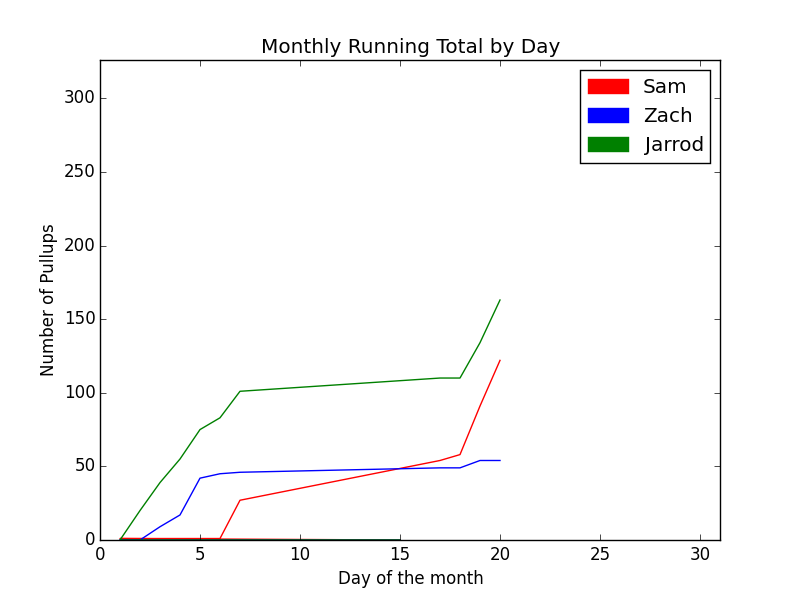 Monthly Running Total by Day
Sam
Zach
Jarrod
Number of Pullups
300
250
200
150
100
50
0
0 5 10 15 20 25 30
Day of the month